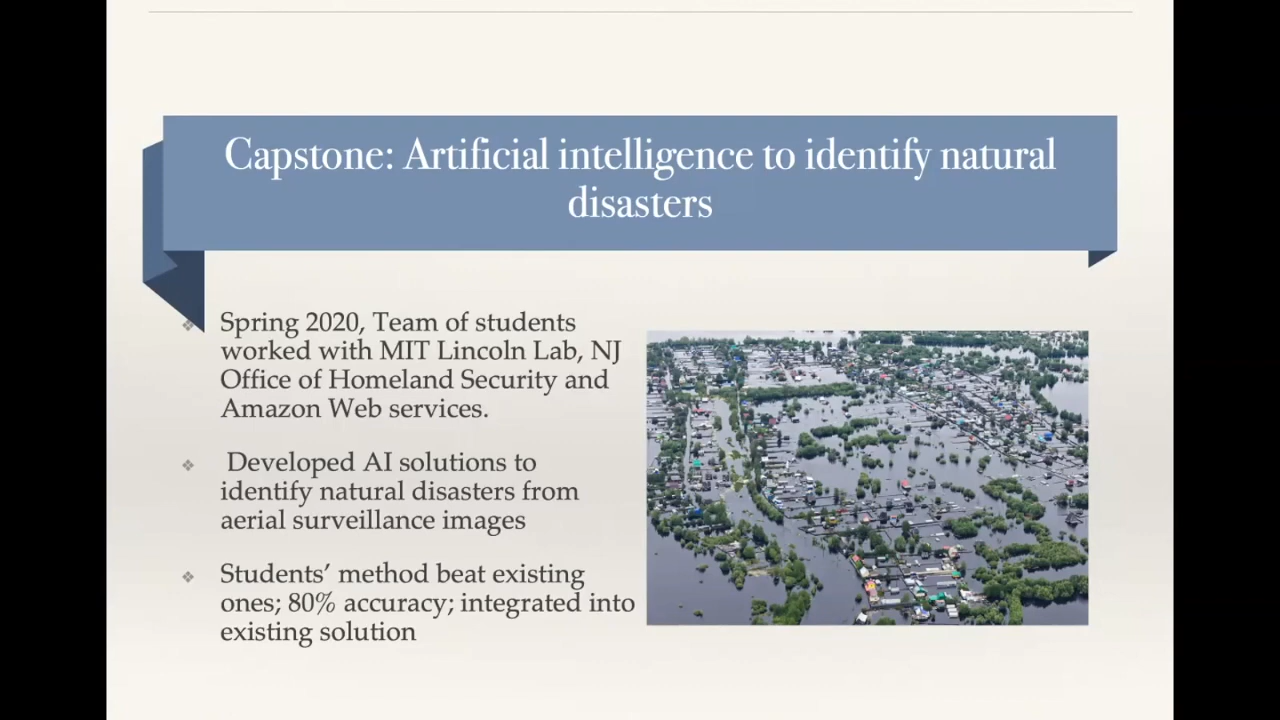 Capstone: Artificial intelligence to identify natural
disasters
Spring 2020, Team of students
worked with MIT Lincoln Lab, NJ
Office of Homeland Security and
Amazon Web services.
Developed AI solutions to
identify natural disasters from
aerial surveillance images
Students’ method beat existing
ones; 80% accuracy; integrated into
existing solution